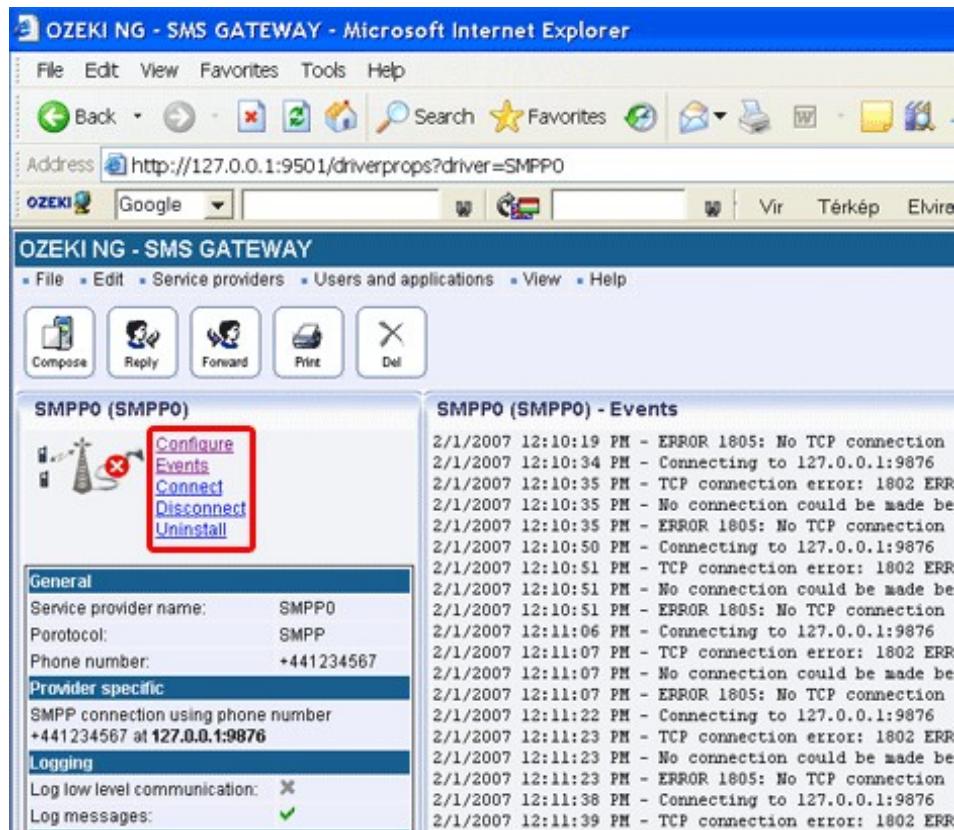 OZEKI NG - SMS GATEWAY - Microsoft Internet Explorer
File Edit View Favorites Tools Help
Back Search Favorites
Address http://127.0.0.1:9501/driverprops?driver=SMPP0
OZEKI Google Vir Térkép Elvira
OZEKI NG - SMS GATEWAY
File Edit Service providers Users and applications View Help
Compose Reply Forward Print Del
SMPP0 (SMPP0)
Configure
Events
Connect
Disconnect
Uninstall
General
Service provider name: SMPP0
Porotocol: SMPP
Phone number: +441234567
Provider specific
SMPP connection using phone number
+441234567 at 127.0.0.1:9876
Logging
Log low level communication:
Log messages:
SMPP0 (SMPP0) - Events
2/1/2007 12:10:19 PM - ERROR 1805: No TCP connection
2/1/2007 12:10:34 PM - Connecting to 127.0.0.1:9876
2/1/2007 12:10:35 PM - TCP connection error: 1802 ERR
2/1/2007 12:10:35 PM - No connection could be made be
2/1/2007 12:10:35 PM - ERROR 1805: No TCP connection
2/1/2007 12:10:50 PM - Connecting to 127.0.0.1:9876
2/1/2007 12:10:51 PM - TCP connection error: 1802 ERR
2/1/2007 12:10:51 PM - No connection could be made be
2/1/2007 12:10:51 PM - ERROR 1805: No TCP connection
2/1/2007 12:11:06 PM - Connecting to 127.0.0.1:9876
2/1/2007 12:11:07 PM - TCP connection error: 1802 ERR
2/1/2007 12:11:07 PM - No connection could be made be
2/1/2007 12:11:07 PM - ERROR 1805: No TCP connection
2/1/2007 12:11:22 PM - Connecting to 127.0.0.1:9876
2/1/2007 12:11:23 PM - TCP connection error: 1802 ERR
2/1/2007 12:11:23 PM - No connection could be made be
2/1/2007 12:11:23 PM - ERROR 1805: No TCP connection
2/1/2007 12:11:38 PM - Connecting to 127.0.0.1:9876
2/1/2007 12:11:39 PM - TCP connection error: 1802 ERR